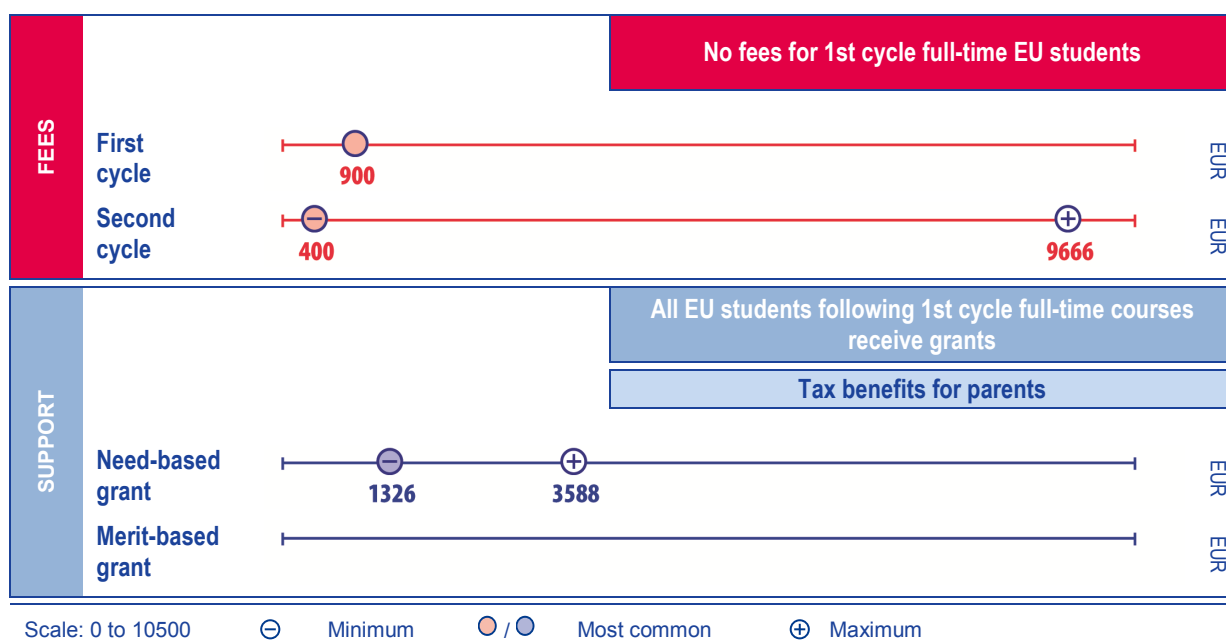 FEES
No fees for 1st cycle full-time EU students
First
cycle
900
EUR
Second
cycle
400
9666
EUR
SUPPORT
All EU students following 1st cycle full-time courses
receive grants
Tax benefits for parents
Need-based
grant
1326
3588
EUR
Merit-based
grant
EUR
Scale: 0 to 10500 Minimum / Most common Maximum